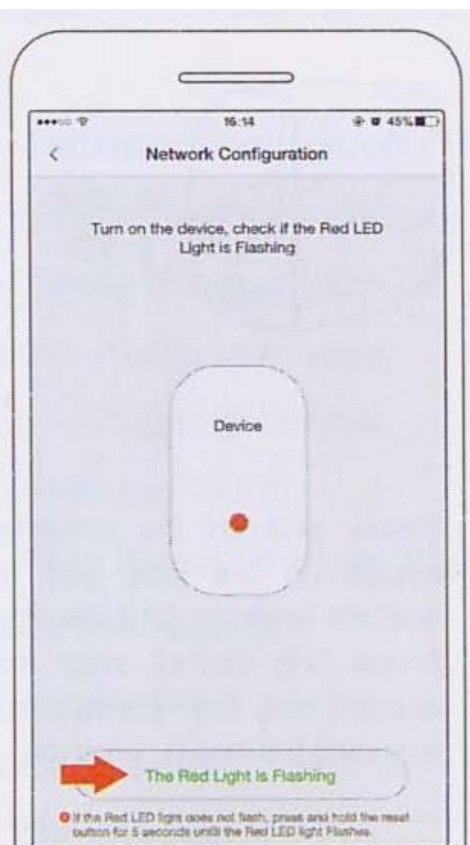 16:14
45%
Network Configuration
Turn on the device, check if the Red LED
Light is Flashing
Device
The Red Light Is Flashing
If the Red LED light does not flash, press and hold the reset
button for 5 seconds until the Red LED light Flashes.